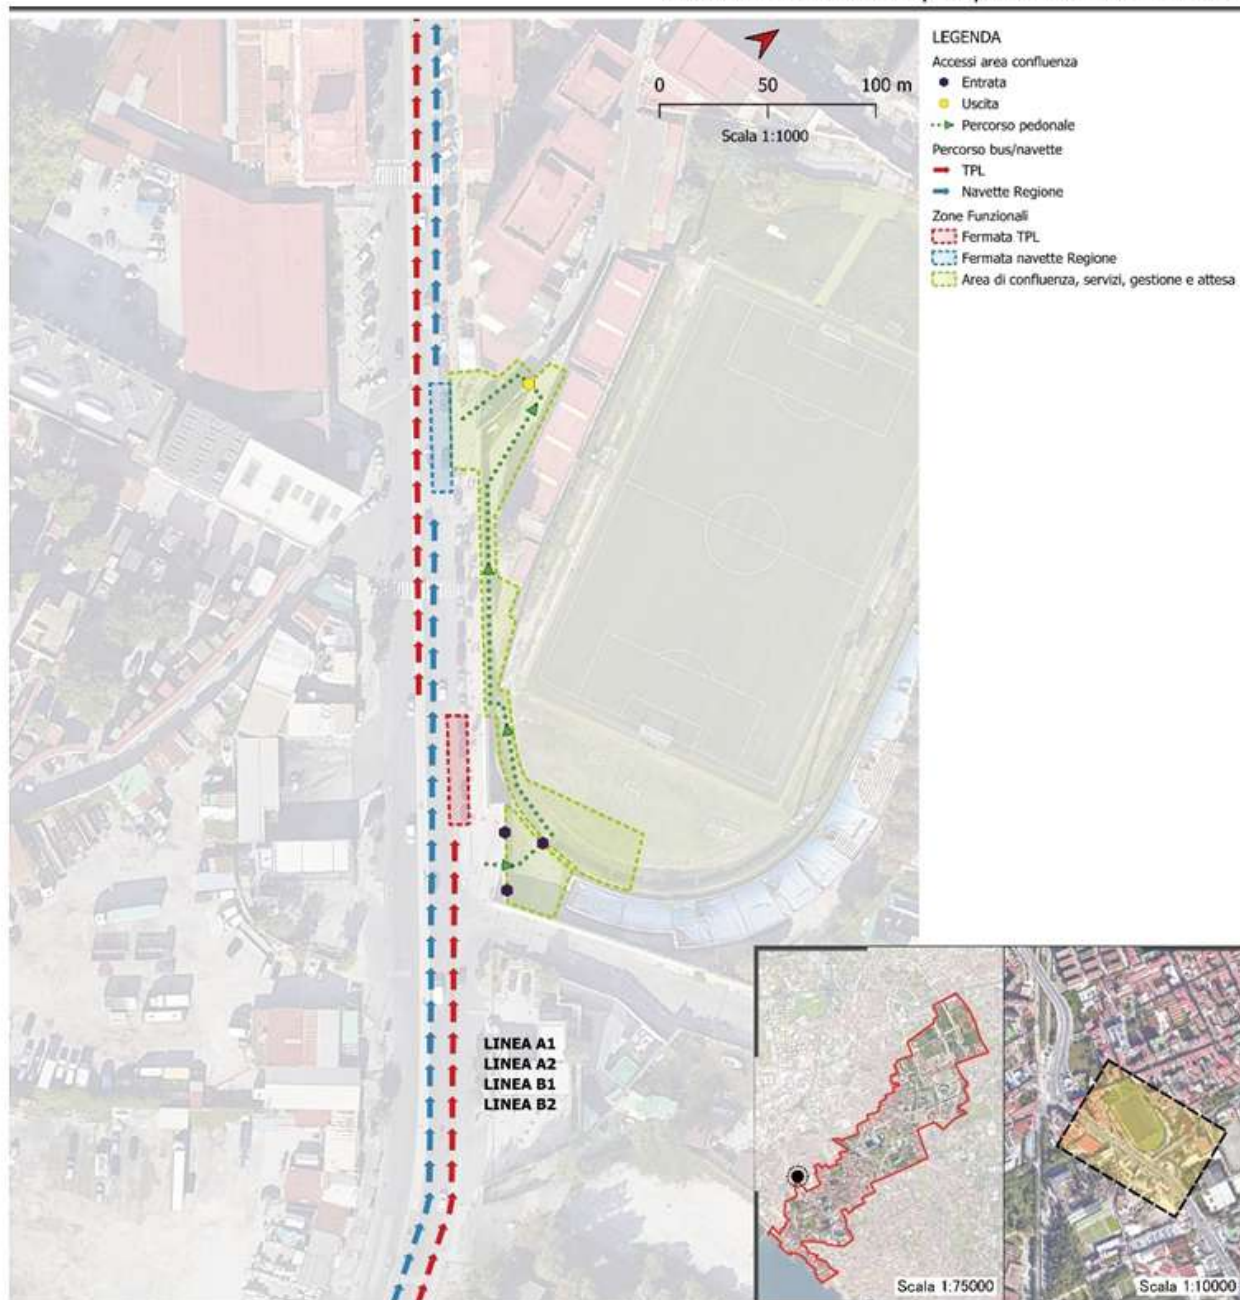 LEGENDA
Accessi area confluenza
Entrata
Uscita
Percorso pedonale
Percorso bus/navette
TPL
Navette Regione
Zone Funzionali
Fermata TPL
Fermata navette Regione
Area di confluenza, servizi, gestione e attesa
0 50 100 m
Scala 1:1000
LINEA A1
LINEA A2
LINEA B1
LINEA B2
Scala 1:75000
Scala 1:10000